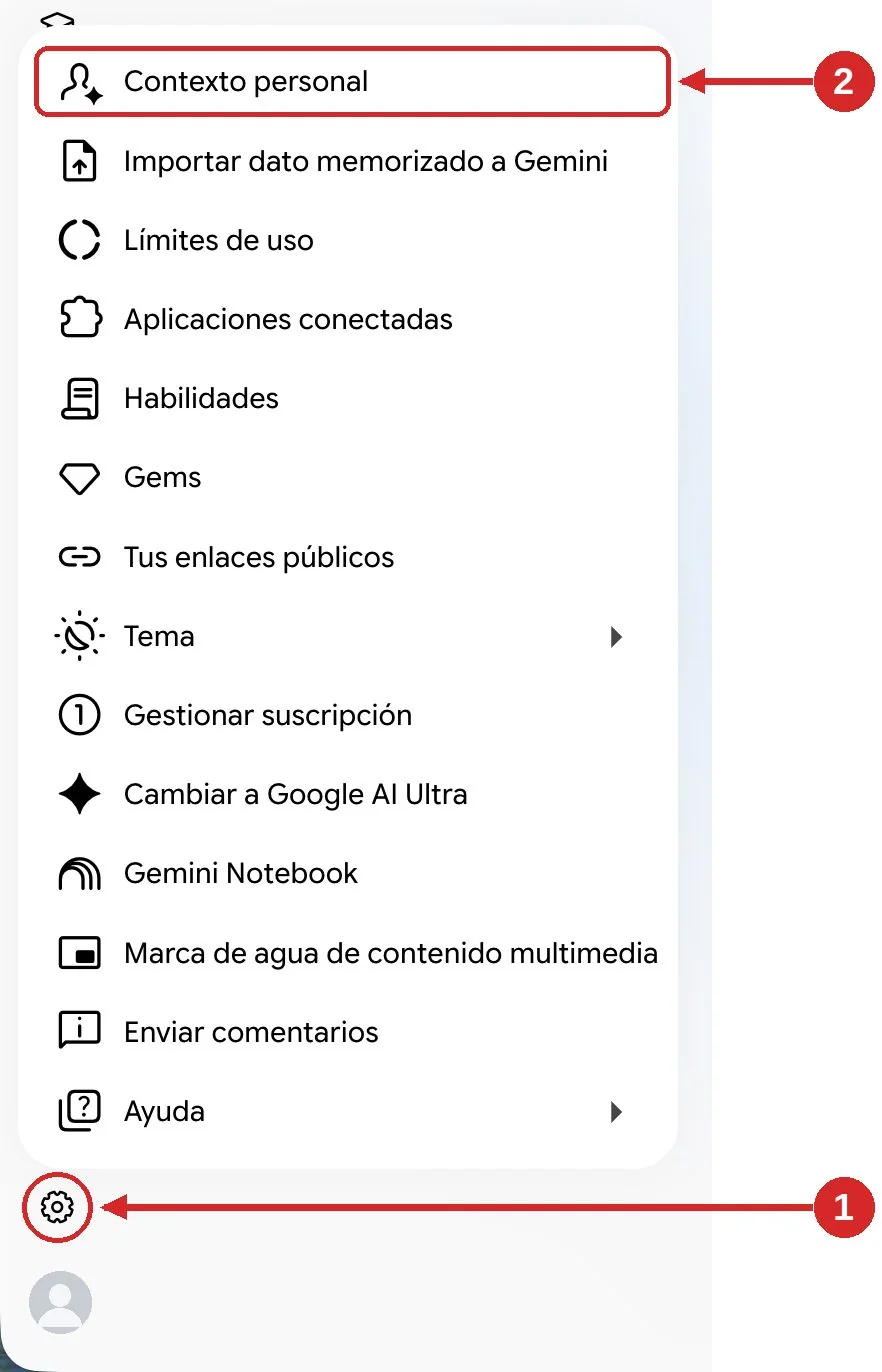 Contexto personal
2
Importar dato memorizado a Gemini
Límites de uso
Aplicaciones conectadas
Habilidades
Gems
Tus enlaces públicos
Tema
Gestionar suscripción
Cambiar a Google AI Ultra
Gemini Notebook
Marca de agua de contenido multimedia
Enviar comentarios
Ayuda
1